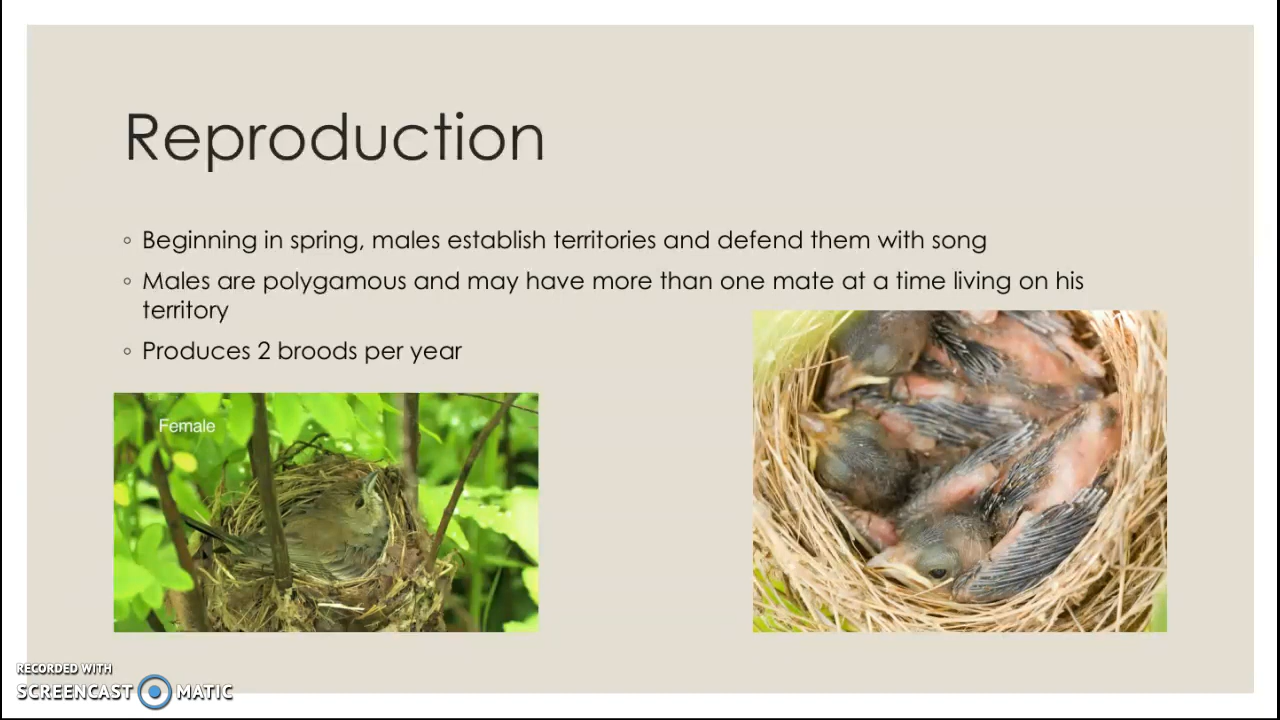 Reproduction
◦ Beginning in spring, males establish territories and defend them with song
◦ Males are polygamous and may have more than one mate at a time living on his
territory
◦ Produces 2 broods per year
Female
RECORDED WITH
SCREENCAST MATIC